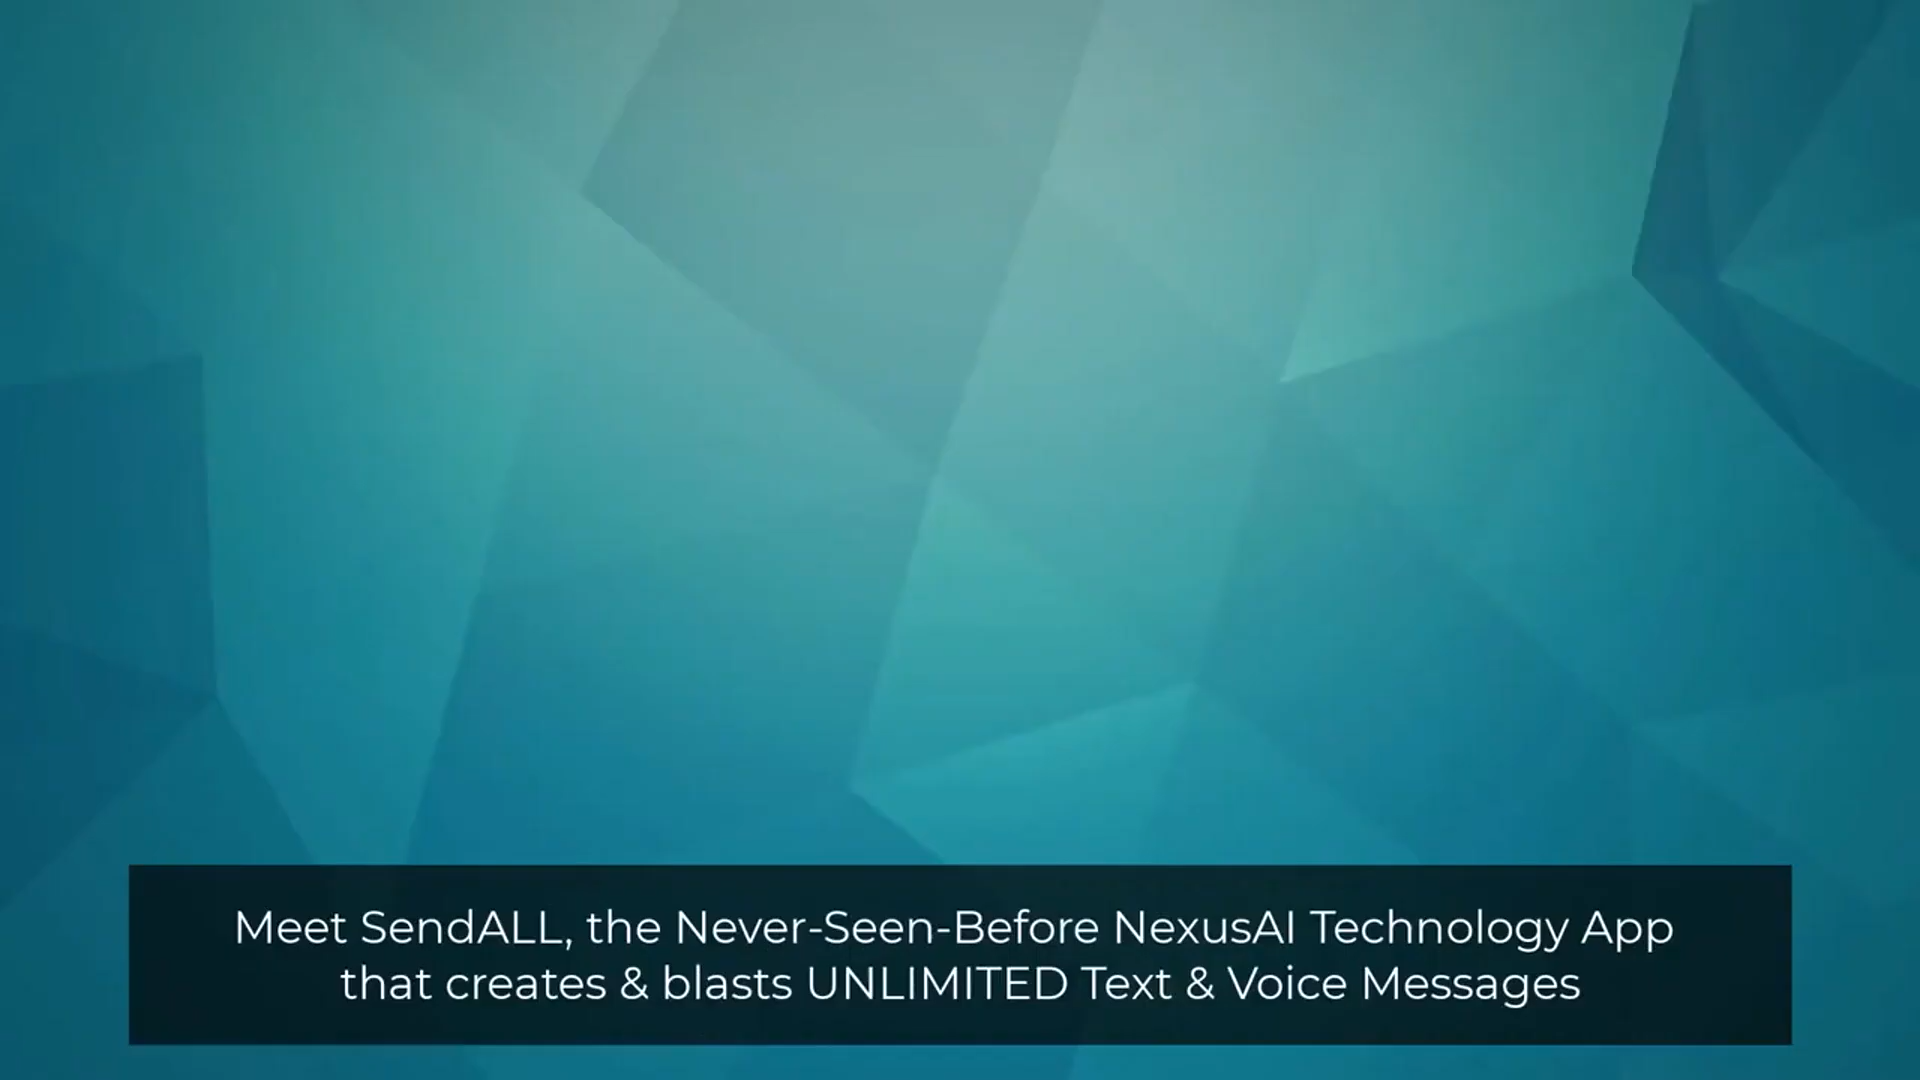 Meet SendALL, the Never-Seen-Before NexusAI Technology App
that creates & blasts UNLIMITED Text & Voice Messages